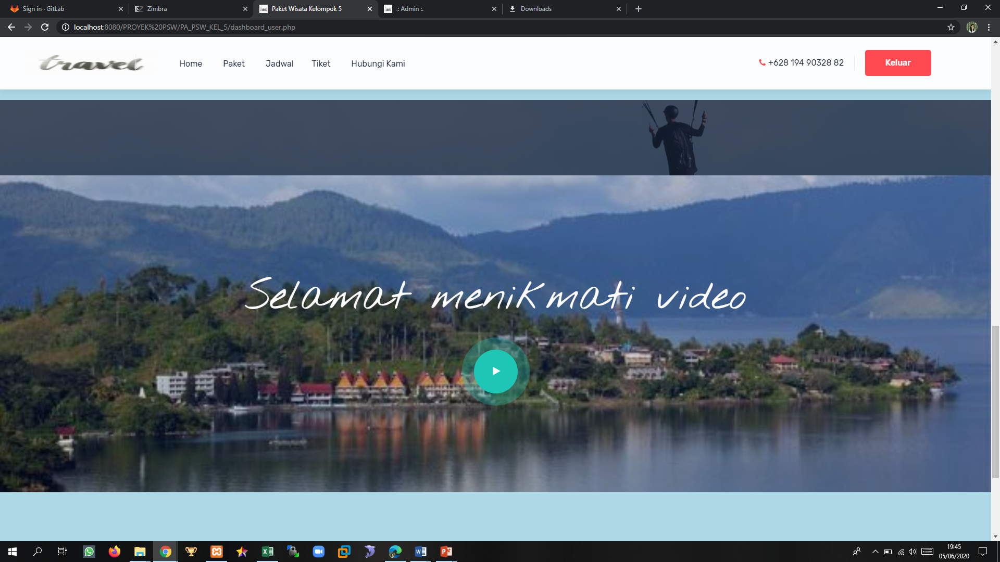 Sign in · GitLab
Zimbra
Paket Wisata Kelompok 5
.: Admin :.
Downloads
localhost:8080/PROYEK%20PSW/PA_PSW_KEL_5/dashboard_user.php
travel
Home
Paket
Jadwal
Tiket
Hubungi Kami
+628 194 90328 82
Keluar
Selamat menikmati video
19:45
05/06/2020